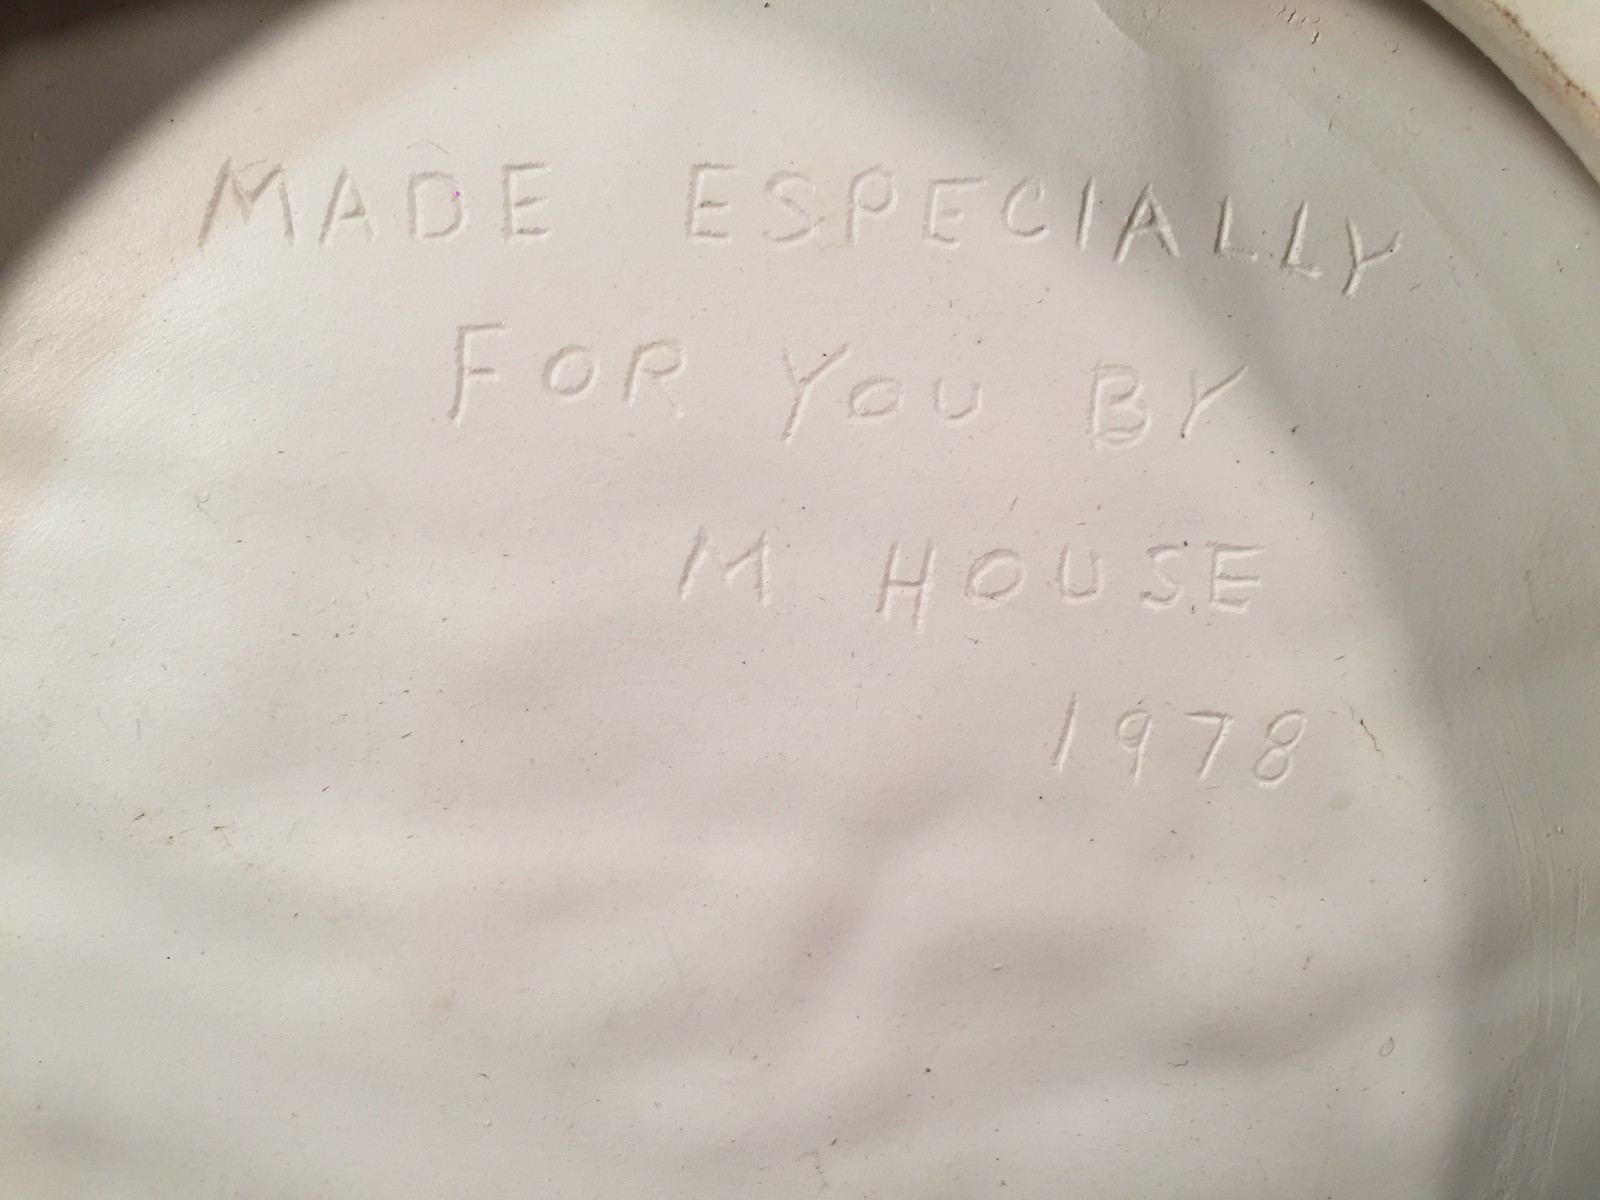 MADE ESPECIALLY
FOR YOU BY
M HOUSE
1978